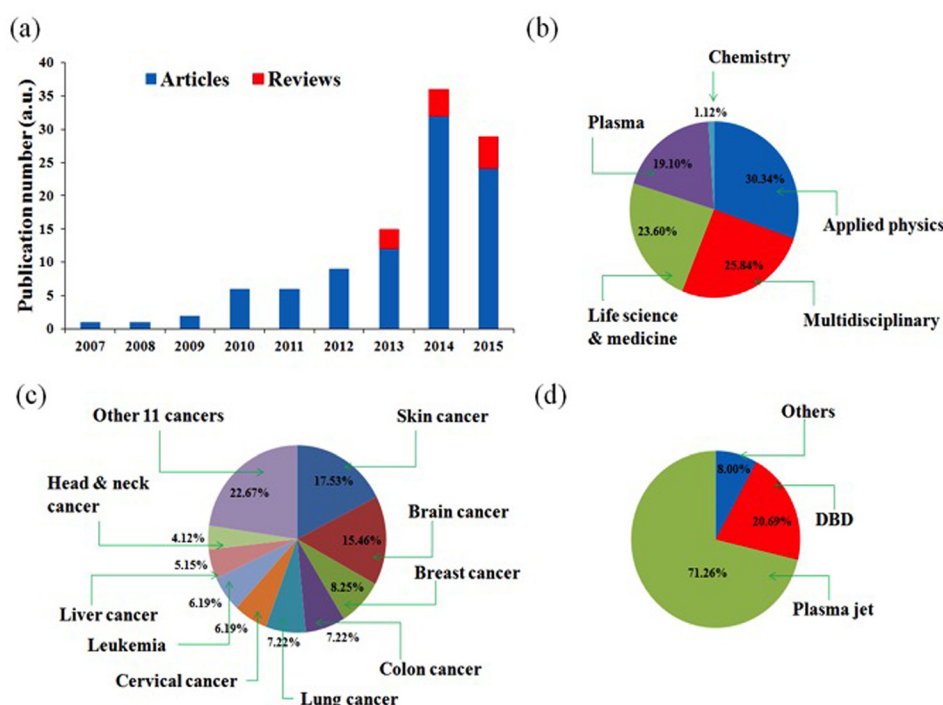 (a)
Publication number (a.u.)
40
35
30
25
20
15
10
5
0
Articles
Reviews
2007 2008 2009 2010 2011 2012 2013 2014 2015
(b)
Chemistry
1.12%
Plasma
19.10%
30.34%
Applied physics
23.60%
25.84%
Life science
& medicine
Multidisciplinary
(c)
Other 11 cancers
Skin cancer
22.67%
17.53%
Head & neck
cancer
Brain cancer
4.12%
15.46%
5.15%
8.25%
Breast cancer
Liver cancer
6.19%
Leukemia
6.19%
7.22%
7.22%
Colon cancer
Cervical cancer
Lung cancer
(d)
Others
8.00%
20.69%
DBD
71.26%
Plasma jet